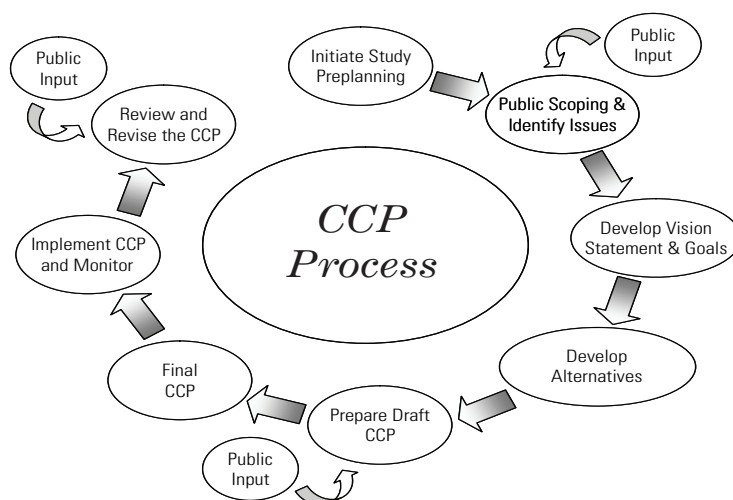 Initiate Study
Preplanning
Public
Input
Public Scoping &
Identify Issues
Develop Vision
Statement & Goals
Develop
Alternatives
Prepare Draft
CCP
Public
Input
Final
CCP
Implement CCP
and Monitor
Review and
Revise the CCP
Public
Input
CCP
Process